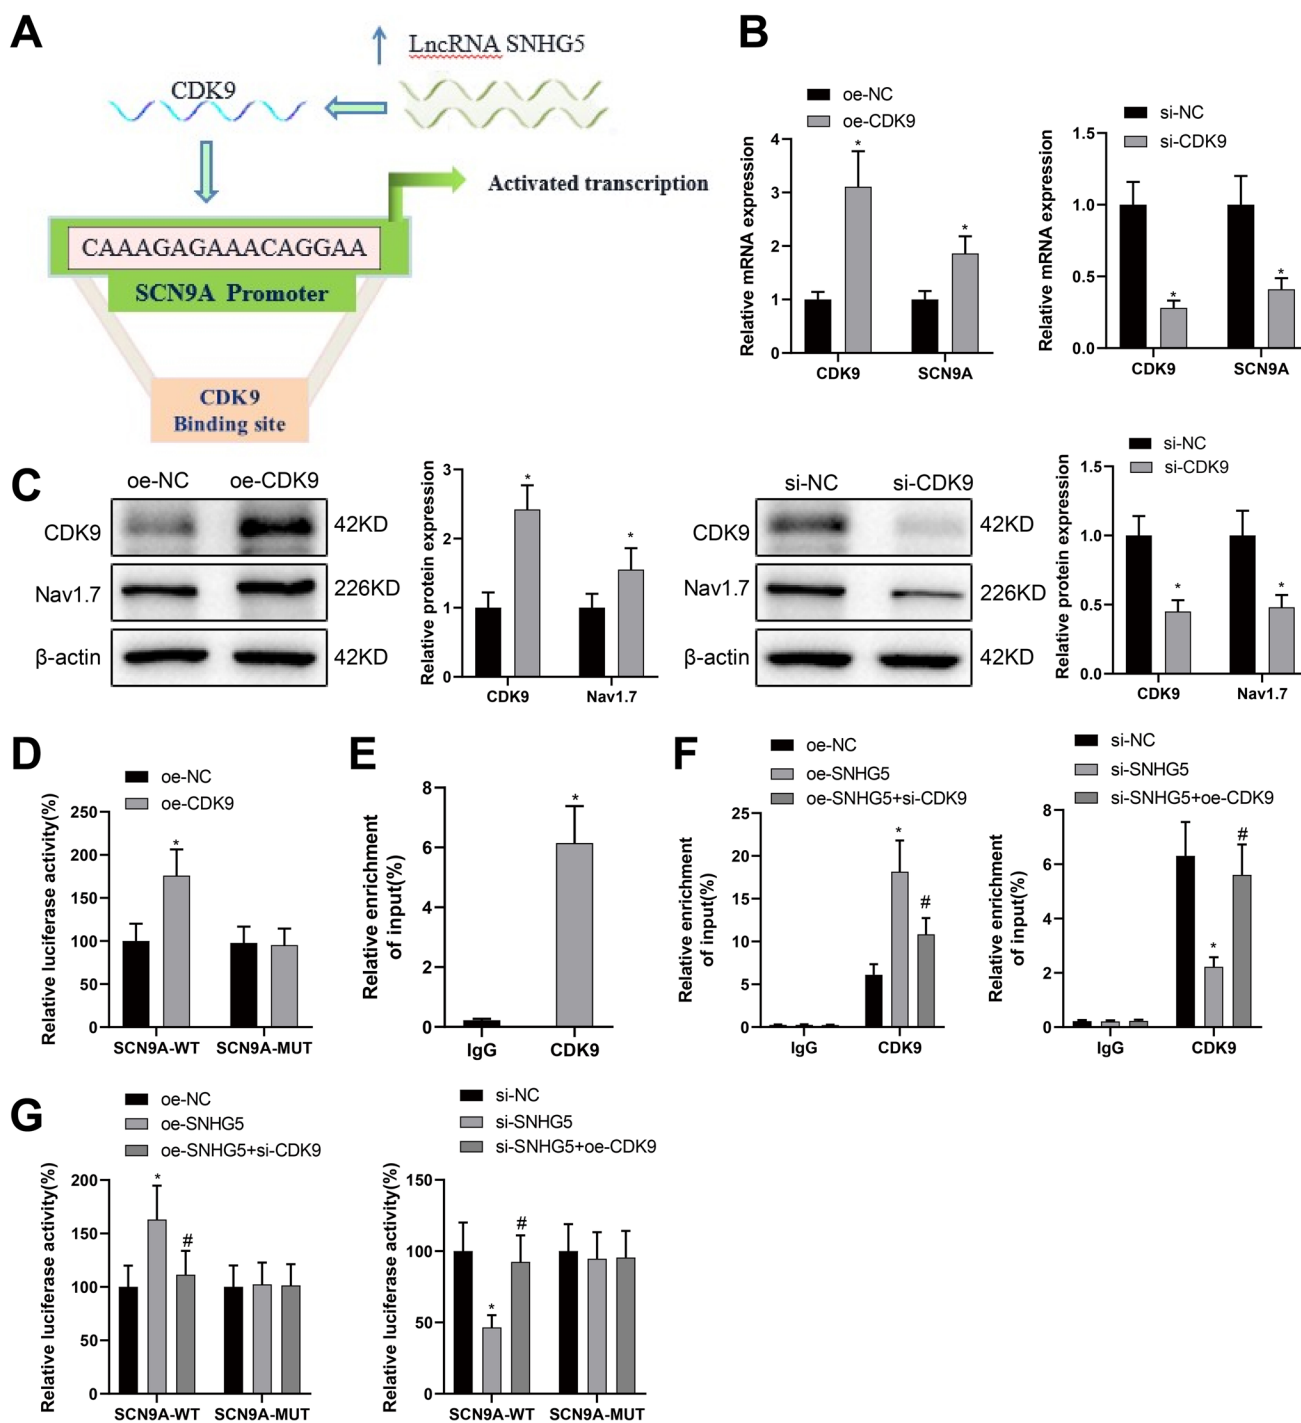 A
LncRNA SNHG5
CDK9
Activated transcription
CAAAGAGAAACAGGAA
SCN9A Promoter
CDK9
Binding site
B
oe-NC
oe-CDK9
Relative mRNA expression
4
3
2
1
0
*
*
CDK9
SCN9A
si-NC
si-CDK9
Relative mRNA expression
1.5
1.0
0.5
0.0
*
*
CDK9
SCN9A
C
oe-NC
oe-CDK9
CDK9
42KD
Nav1.7
226KD
β-actin
42KD
Relative protein expression
3
2
1
0
*
*
CDK9
Nav1.7
si-NC
si-CDK9
CDK9
42KD
Nav1.7
226KD
β-actin
42KD
si-NC
si-CDK9
Relative protein expression
1.5
1.0
0.5
0.0
*
*
CDK9
Nav1.7
D
oe-NC
oe-CDK9
Relative luciferase activity(%)
250
200
150
100
50
0
*
SCN9A-WT
SCN9A-MUT
E
Relative enrichment
of input(%)
8
6
4
2
0
*
IgG
CDK9
F
oe-NC
oe-SNHG5
oe-SNHG5+si-CDK9
Relative enrichment
of input(%)
25
20
15
10
5
0
*
#
IgG
CDK9
si-NC
si-SNHG5
si-SNHG5+oe-CDK9
Relative enrichment
of input(%)
8
6
4
2
0
*
#
IgG
CDK9
G
oe-NC
oe-SNHG5
oe-SNHG5+si-CDK9
Relative luciferase activity(%)
200
150
100
50
0
*
#
SCN9A-WT
SCN9A-MUT
si-NC
si-SNHG5
si-SNHG5+oe-CDK9
Relative luciferase activity(%)
150
100
50
0
*
#
SCN9A-WT
SCN9A-MUT